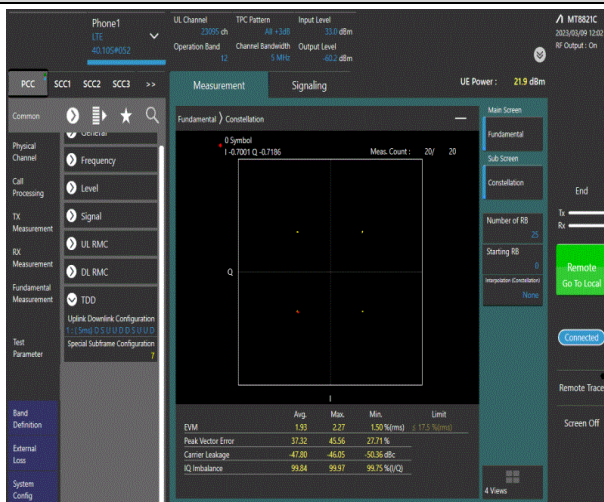 Phone1
LTE
40.105#052
UL Channel TPC Pattern Input Level
23095 ch All +3dB 33.0 dBm
Operation Band Channel Bandwidth Output Level
12 5 MHz -60.2 dBm
MT8821C
2023/03/09 12:02
RF Output : On
PCC SCC1 SCC2 SCC3 >>
Measurement Signaling
UE Power : 21.9 dBm
Common
Physical
Channel
Call
Processing
TX
Measurement
RX
Measurement
Fundamental
Measurement
Test
Parameter
Band
Definition
External
Loss
System
Config
General
Frequency
Level
Signal
UL RMC
DL RMC
TDD
Uplink Downlink Configuration
1 : ( 5ms) D S U U D D S U U D
Special Subframe Configuration
7
Fundamental 〉 Constellation
0 Symbol
I -0.7001 Q -0.7186 Meas. Count : 20/ 20
Q
I
Avg. Max. Min. Limit
EVM 1.93 2.27 1.50 %(rms) ≤ 17.5 %(rms)
Peak Vector Error 37.32 45.56 27.71 %
Carrier Leakage -47.80 -46.05 -50.36 dBc
IQ Imbalance 99.84 99.97 99.75 %(I/Q)
Main Screen
Fundamental
Sub Screen
Constellation
Number of RB
25
Starting RB
0
Interpolation (Constellation)
None
4 Views
End
Tx
Rx
Remote
Go To Local
Connected
Remote Trace
Screen Off